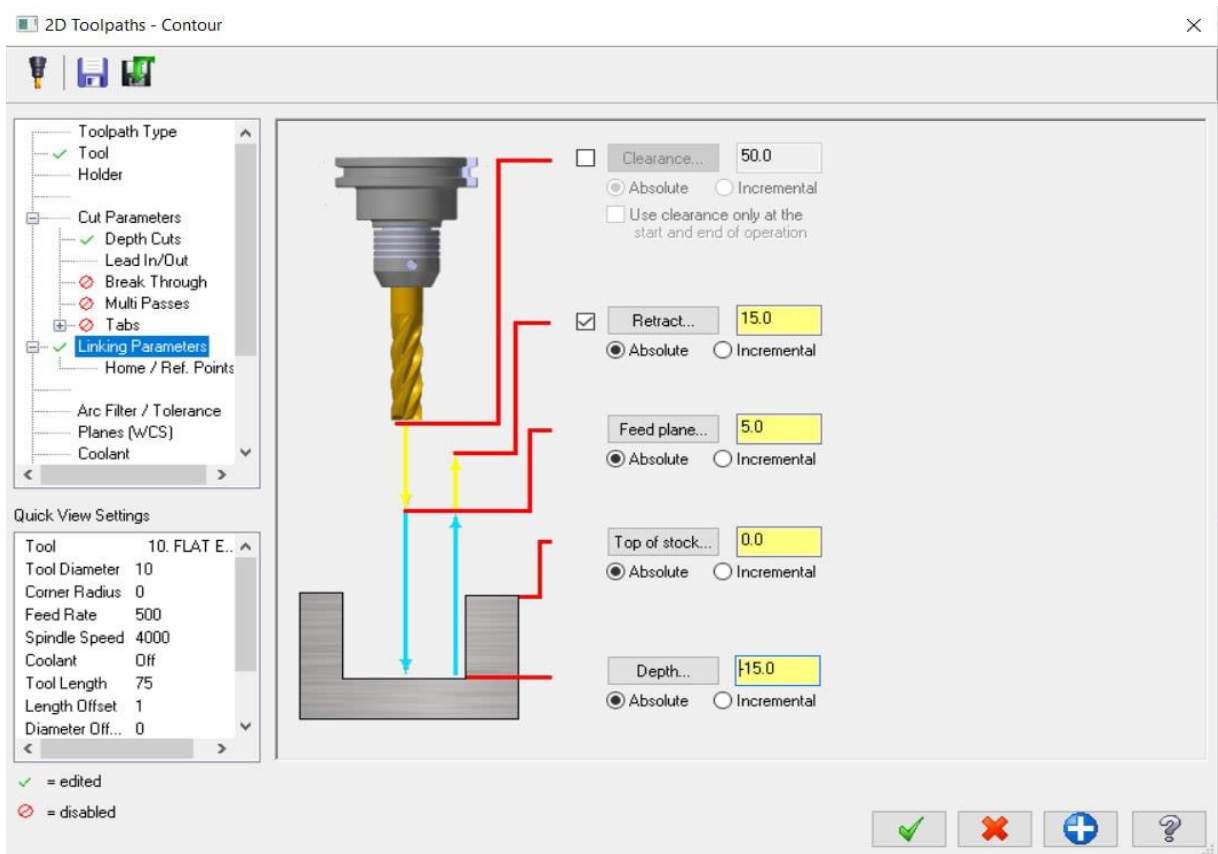 2D Toolpaths - Contour
Toolpath Type
Tool
Holder
Cut Parameters
Depth Cuts
Lead In/Out
Break Through
Multi Passes
Tabs
Linking Parameters
Home / Ref. Points
Arc Filter / Tolerance
Planes (WCS)
Coolant
Quick View Settings
Tool 10. FLAT E..
Tool Diameter 10
Corner Radius 0
Feed Rate 500
Spindle Speed 4000
Coolant Off
Tool Length 75
Length Offset 1
Diameter Off... 0
= edited
= disabled
Clearance... 50.0
Absolute Incremental
Use clearance only at the
start and end of operation
Retract... 15.0
Absolute Incremental
Feed plane... 5.0
Absolute Incremental
Top of stock... 0.0
Absolute Incremental
Depth... -15.0
Absolute Incremental